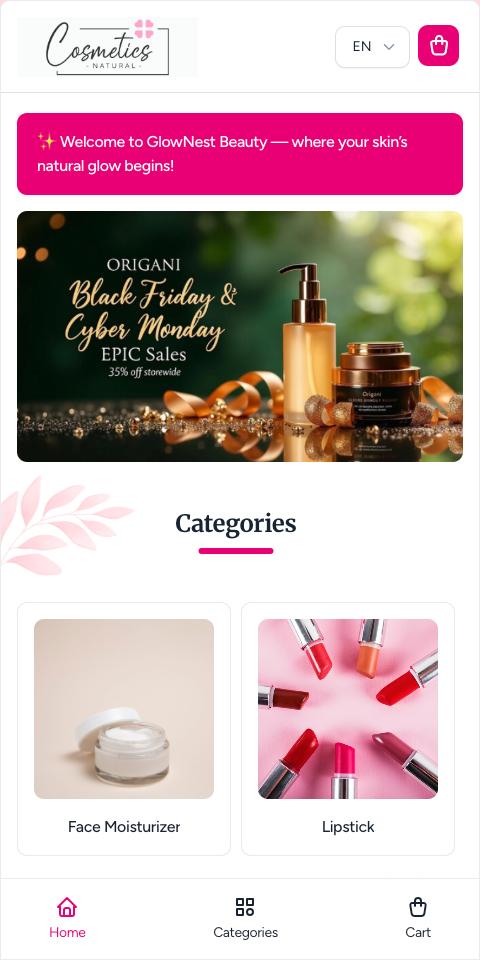 Cosmetics
- NATURAL -
EN
✨ Welcome to GlowNest Beauty — where your skin's
natural glow begins!
ORIGANI
Black Friday &
Cyber Monday
EPIC Sales
35% off storewide
Origani
Categories
Face Moisturizer
Lipstick
Home
Categories
Cart